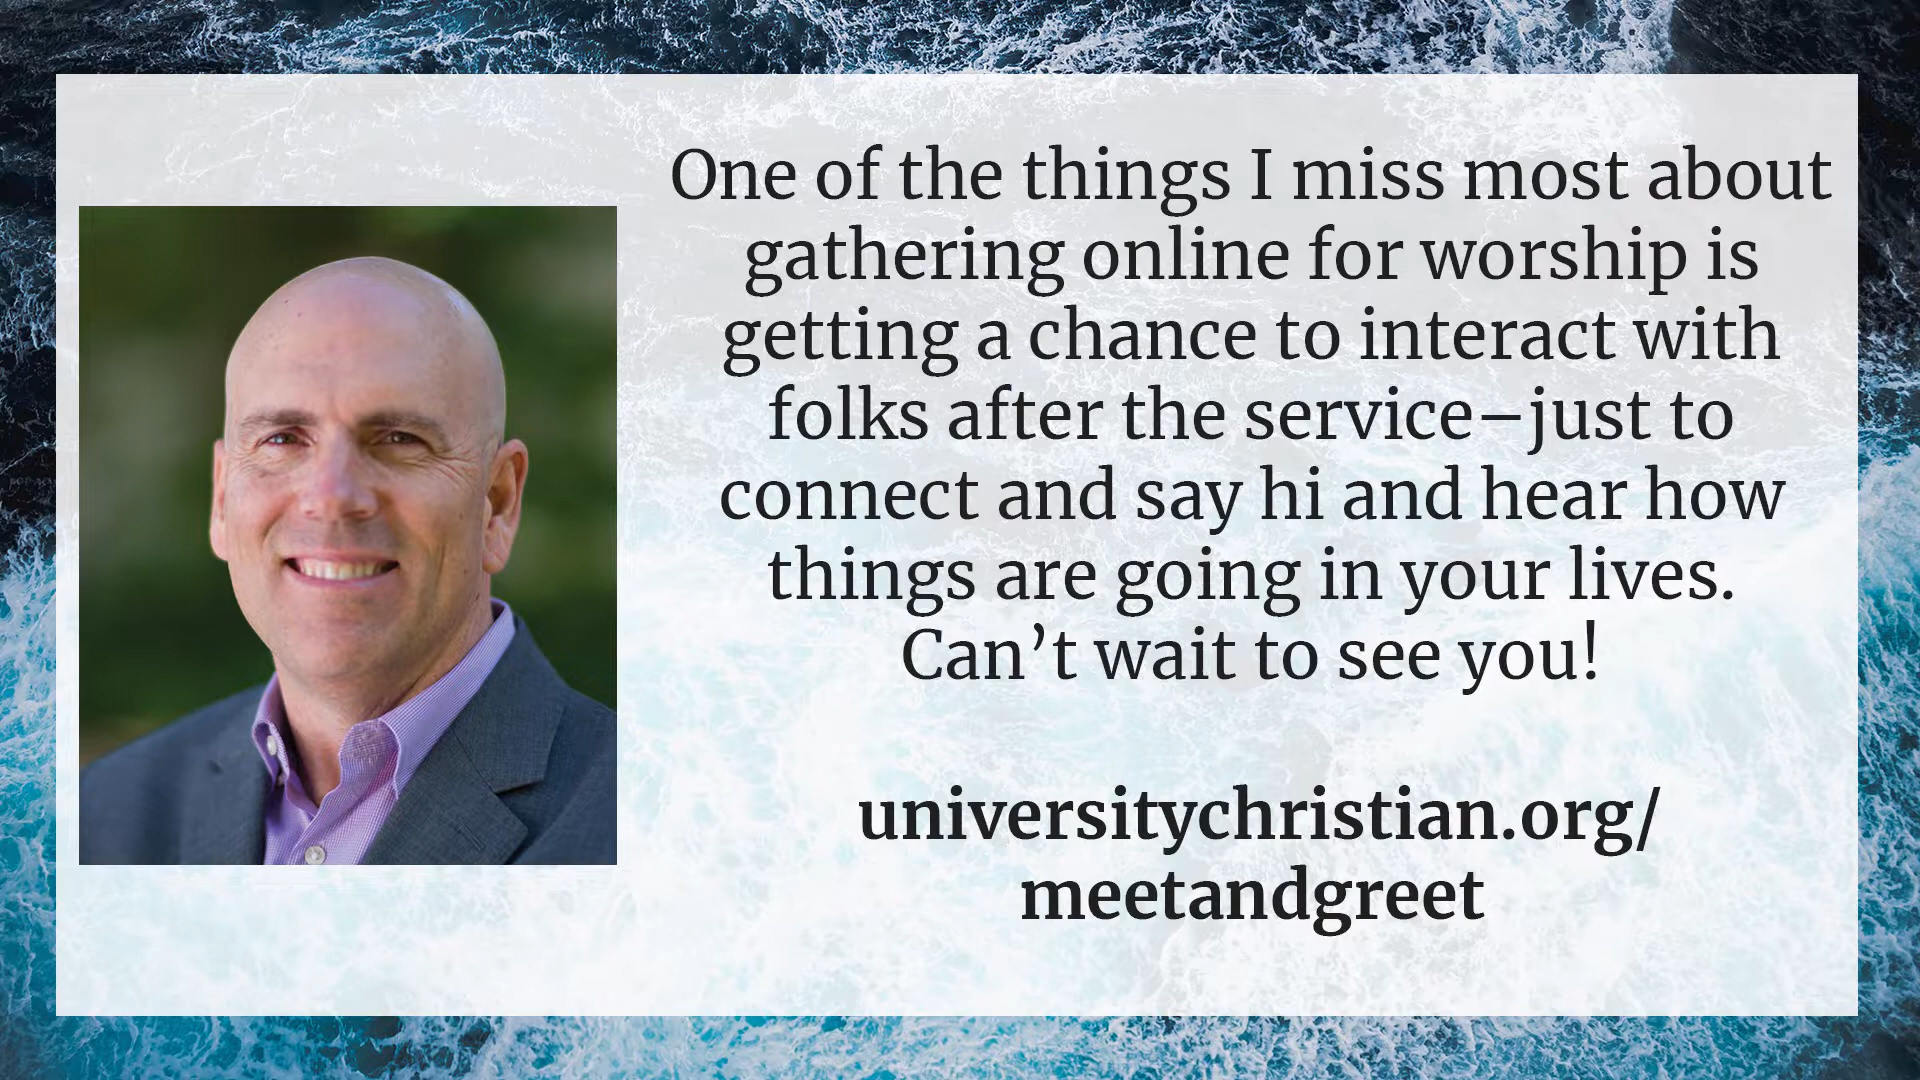 One of the things I miss most about
gathering online for worship is
getting a chance to interact with
folks after the service–just to
connect and say hi and hear how
things are going in your lives.
Can’t wait to see you!
universitychristian.org/
meetandgreet